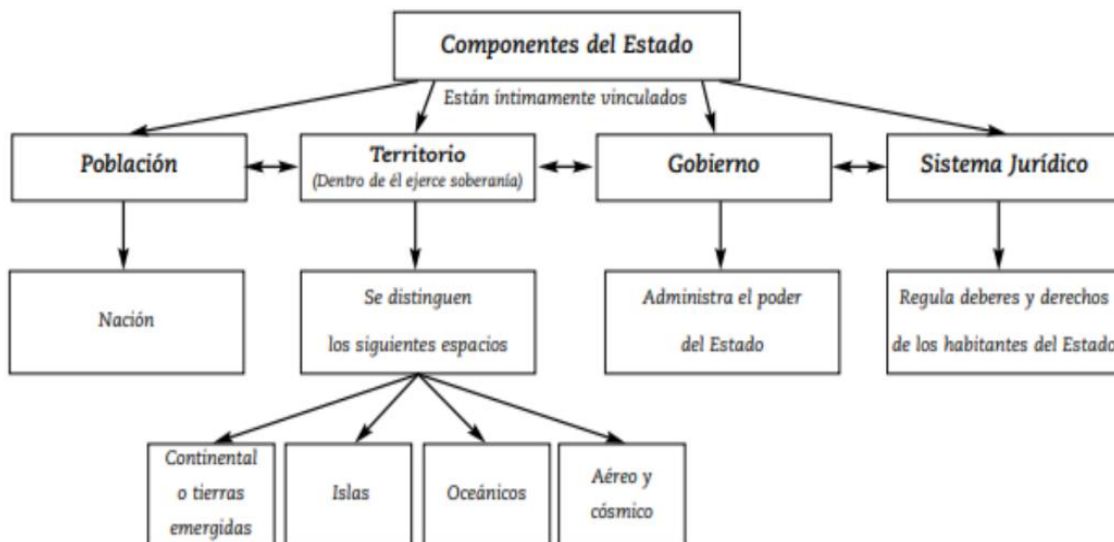 Componentes del Estado
Están íntimamente vinculados
Población
Territorio
(Dentro de él ejerce soberanía)
Gobierno
Sistema Jurídico
Nación
Se distinguen
los siguientes espacios
Administra el poder
del Estado
Regula deberes y derechos
de los habitantes del Estado
Continental
o tierras
emergidas
Islas
Oceánicos
Aéreo y
cósmico